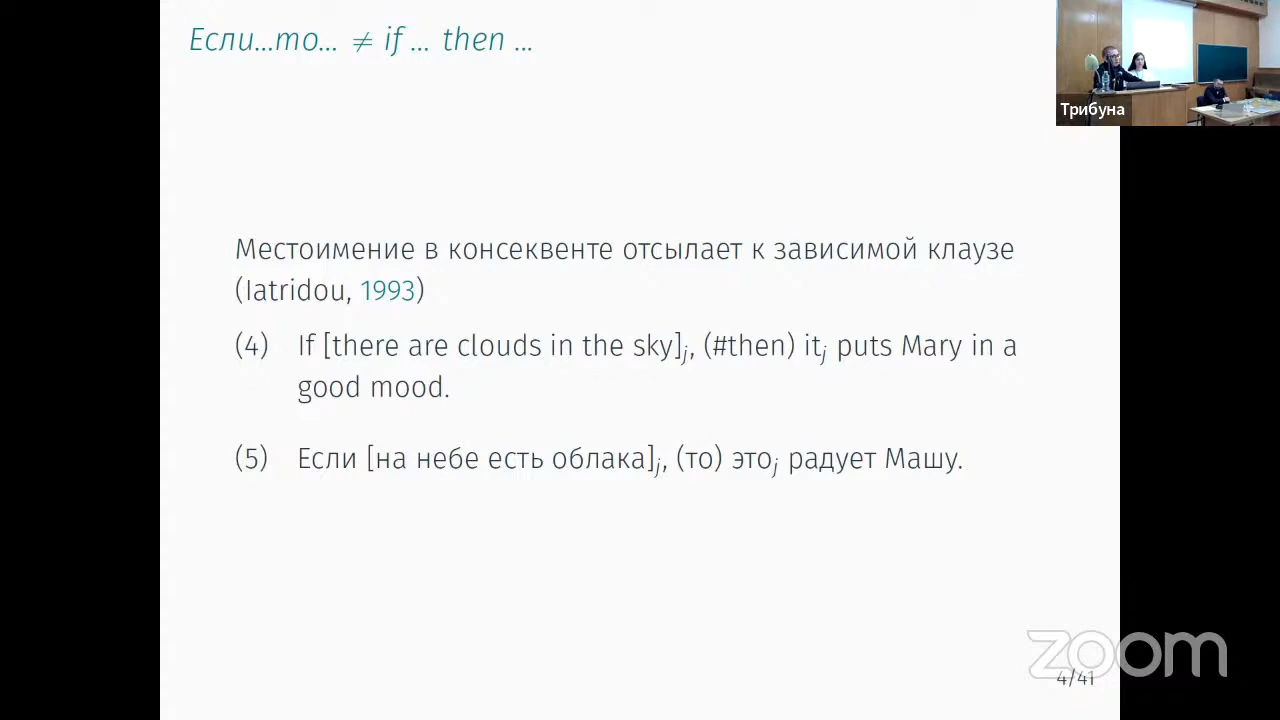 Если...то... ≠ if ... then ...
Трибуна
Местоимение в консеквенте отсылает к зависимой клаузе
(Iatridou, 1993)
(4) If [there are clouds in the sky]j, (#then) itj puts Mary in a
good mood.
(5) Если [на небе есть облака]j, (то) этоj радует Машу.
zoom
4/41